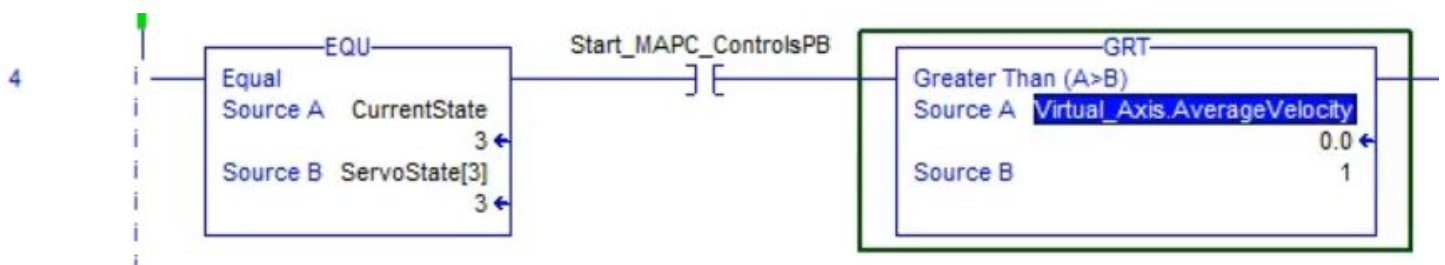 4
EQU
Equal
Source A CurrentState
3
Source B ServoState[3]
3
Start_MAPC_ControlsPB
GRT
Greater Than (A>B)
Source A Virtual_Axis.AverageVelocity
0.0
Source B 1